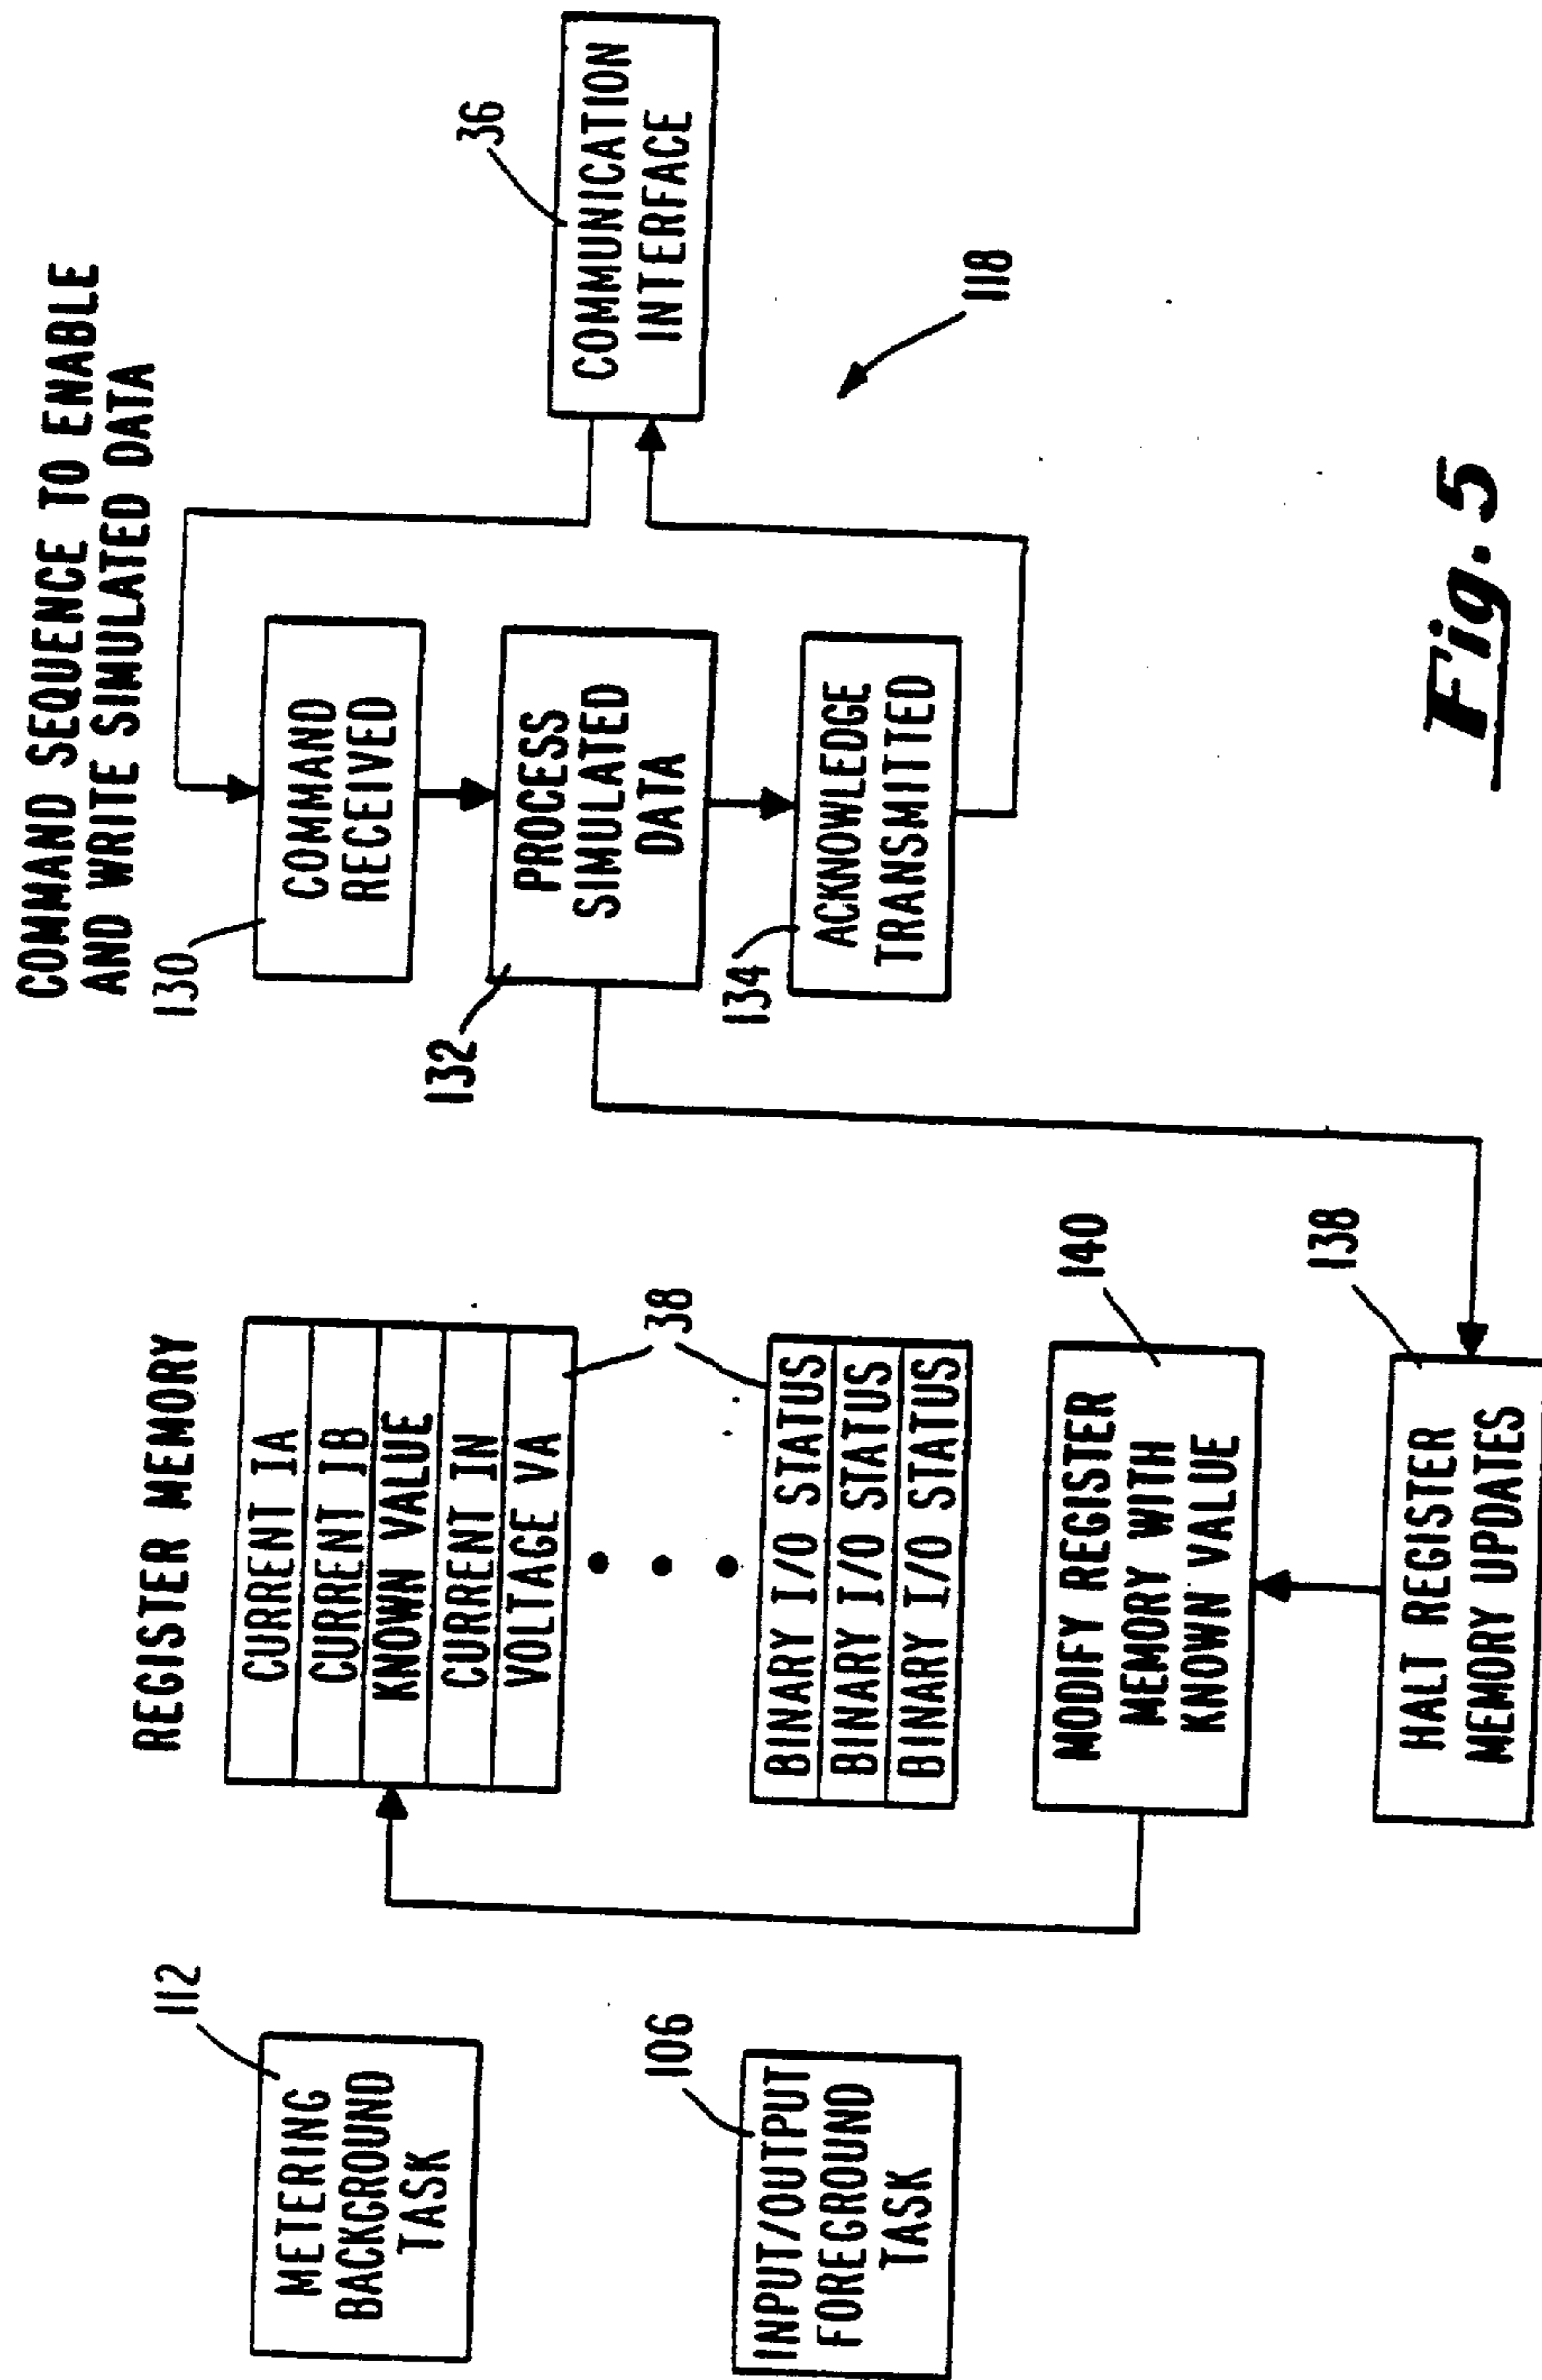 COMMAND SEQUENCE TO ENABLE
AND WRITE SIMULATED DATA
REGISTER MEMORY
112
METERING
BACKGROUND
TASK
106
INPUT/OUTPUT
FOREGROUND
TASK
CURRENT IA
CURRENT IB
KNOWN VALUE
CURRENT IN
VOLTAGE VA
38
BINARY I/O STATUS
BINARY I/O STATUS
BINARY I/O STATUS
140
MODIFY REGISTER
MEMORY WITH
KNOWN VALUE
138
HALT REGISTER
MEMORY UPDATES
130
COMMAND
RECEIVED
132
PROCESS
SIMULATED
DATA
134
ACKNOWLEDGE
TRANSMITTED
36
COMMUNICATION
INTERFACE
118
Fig. 5